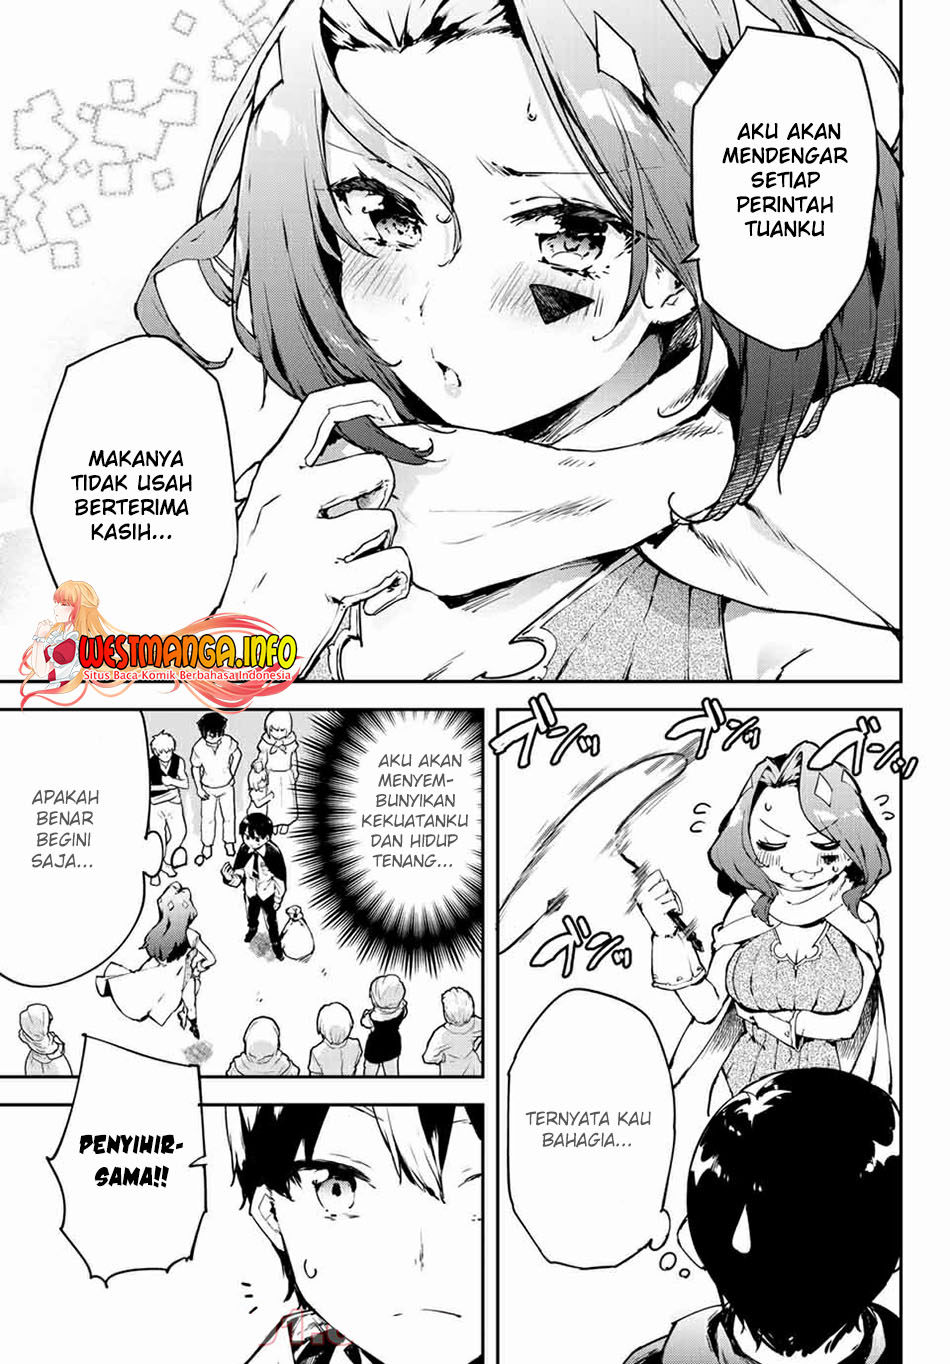 AKU AKAN
MENDENGAR
SETIAP
PERINTAH
TUANKU
MAKANYA
TIDAK USAH
BERTERIMA
KASIH...
WESTMANGA.INFO
Situs Baca Komik Berbahasa Indonesia
TERNYATA KAU
BAHAGIA...
AKU AKAN
MENYEM-
BUNYIKAN
KEKUATANKU
DAN HIDUP
TENANG...
APAKAH
BENAR
BEGINI
SAJA...
PENYIHIR-
SAMA!!